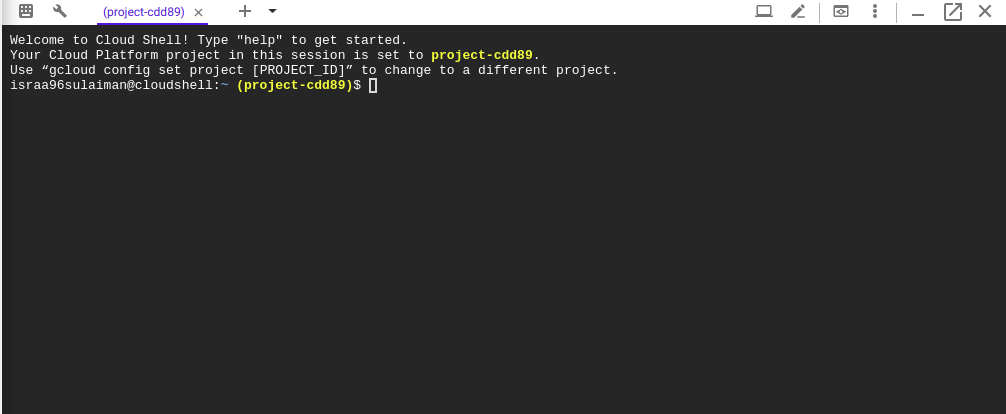 (project-cdd89)
Welcome to Cloud Shell! Type "help" to get started.
Your Cloud Platform project in this session is set to project-cdd89.
Use “gcloud config set project [PROJECT_ID]” to change to a different project.
israa96sulaiman@cloudshell:~ (project-cdd89)$